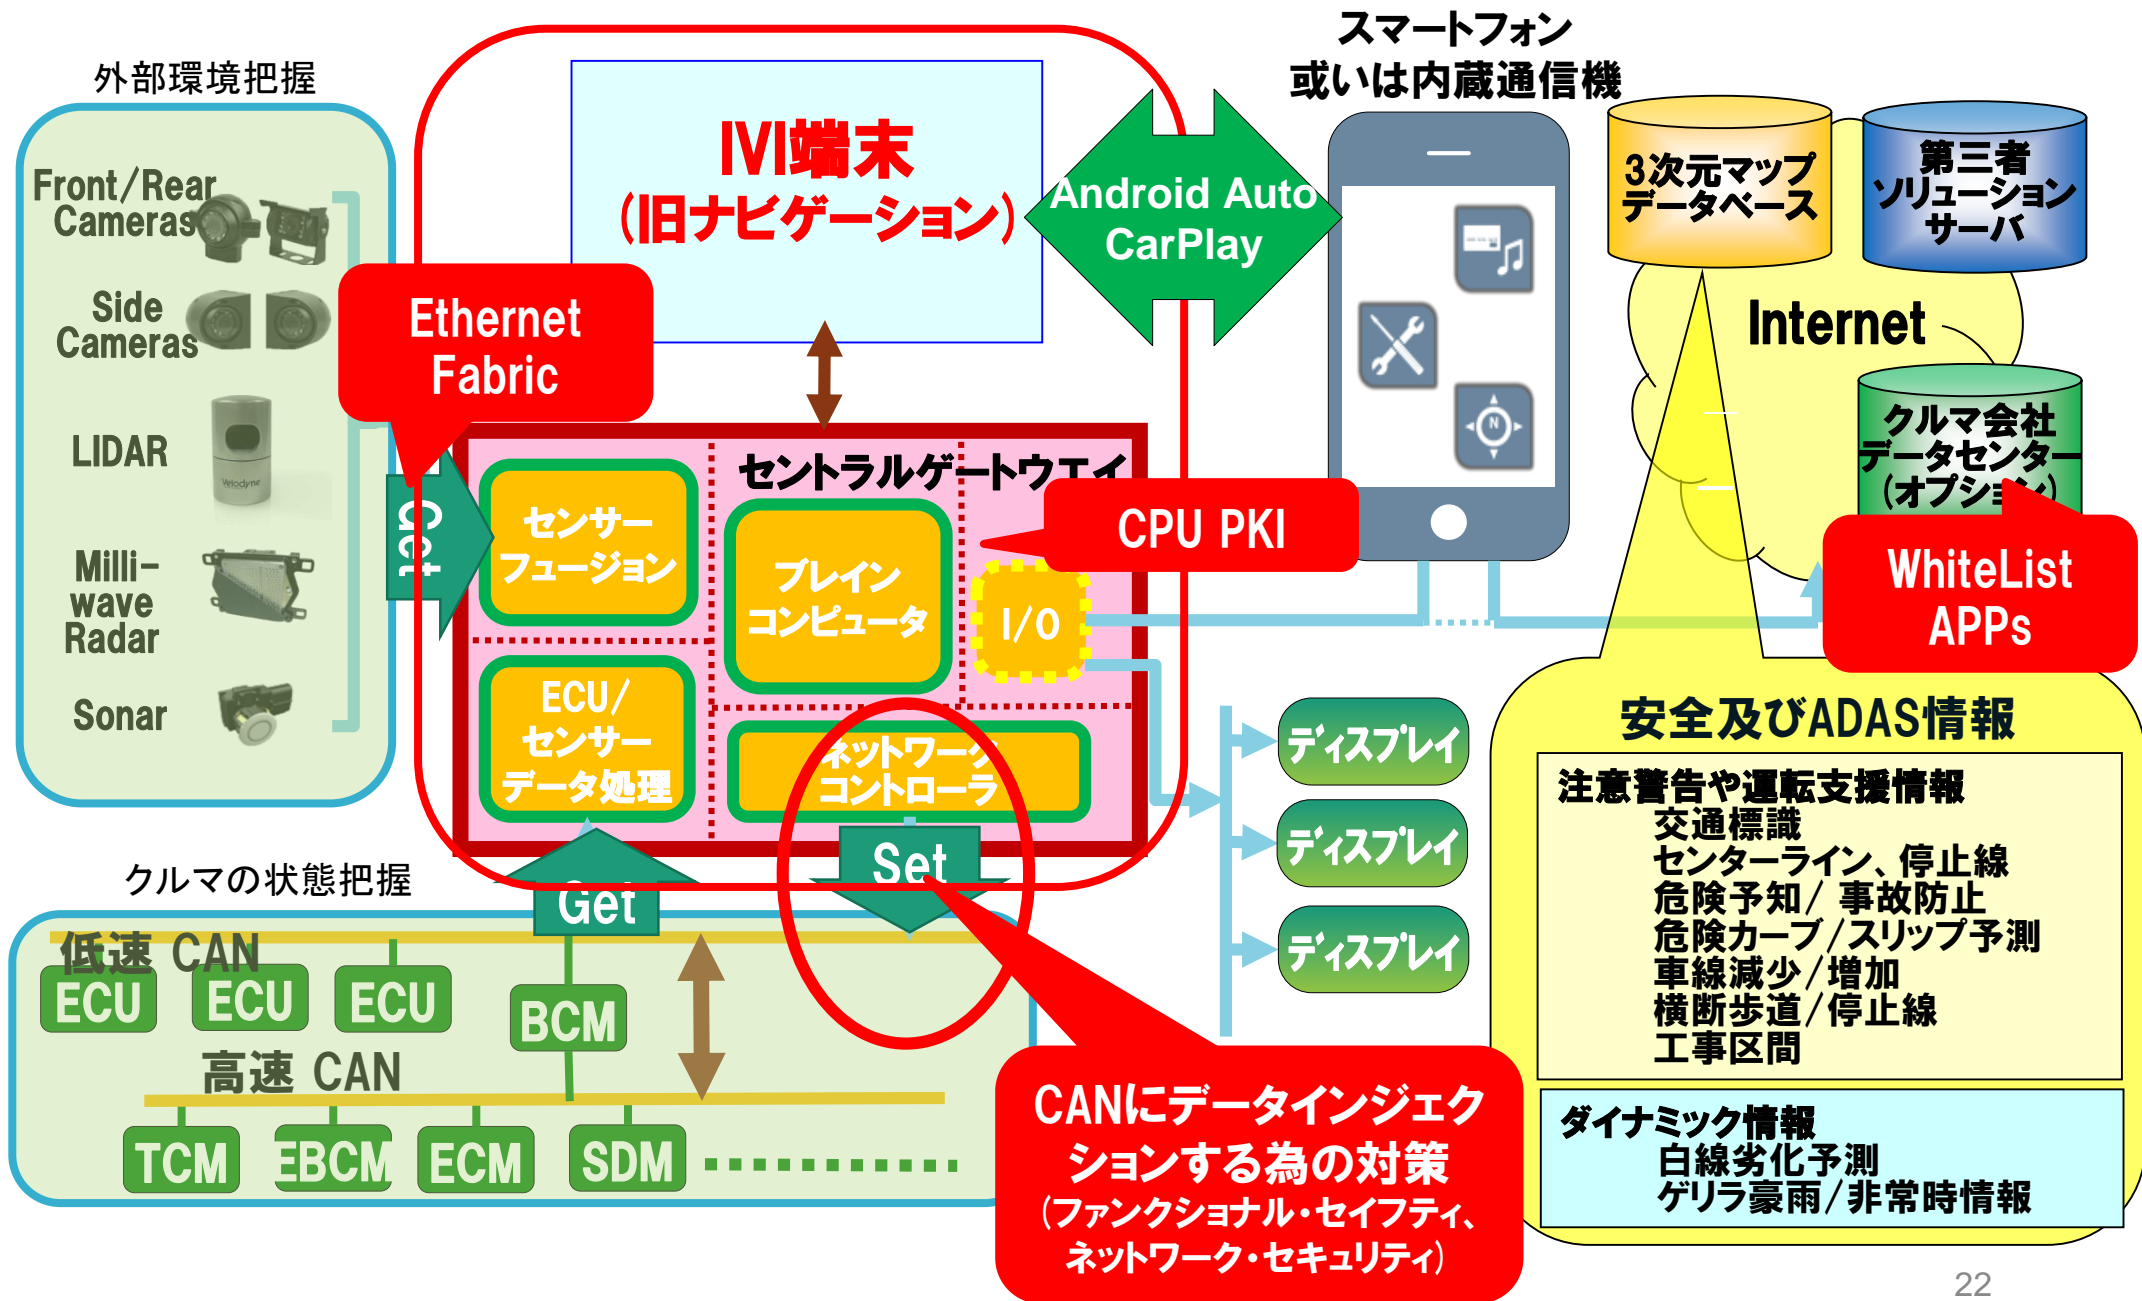 スマートフォン
或いは内蔵通信機
外部環境把握
Front/Rear
Cameras
Side
Cameras
LIDAR
Velodyne
Milli-
wave
Radar
Sonar
IVI端末
(旧ナビゲーション)
Ethernet
Fabric
Android Auto
CarPlay
N
3次元マップ
データベース
第三者
ソリューション
サーバ
Internet
クルマ会社
データセンター
(オプション)
WhiteList
APPs
Get
セントラルゲートウエイ
センサー
フュージョン
ブレイン
コンピュータ
CPU PKI
I/O
ECU/
センサー
データ処理
ネットワーク
コントローラ
Set
Get
ディスプレイ
ディスプレイ
ディスプレイ
クルマの状態把握
低速 CAN
ECU
ECU
ECU
BCM
高速 CAN
TCM
EBCM
ECM
SDM
CANにデータインジェク
ションする為の対策
(ファンクショナル・セイフティ、
ネットワーク・セキュリティ)
安全及びADAS情報
注意警告や運転支援情報
交通標識
センターライン、停止線
危険予知/ 事故防止
危険カーブ/スリップ予測
車線減少/増加
横断歩道/停止線
工事区間
ダイナミック情報
白線劣化予測
ゲリラ豪雨/非常時情報
22